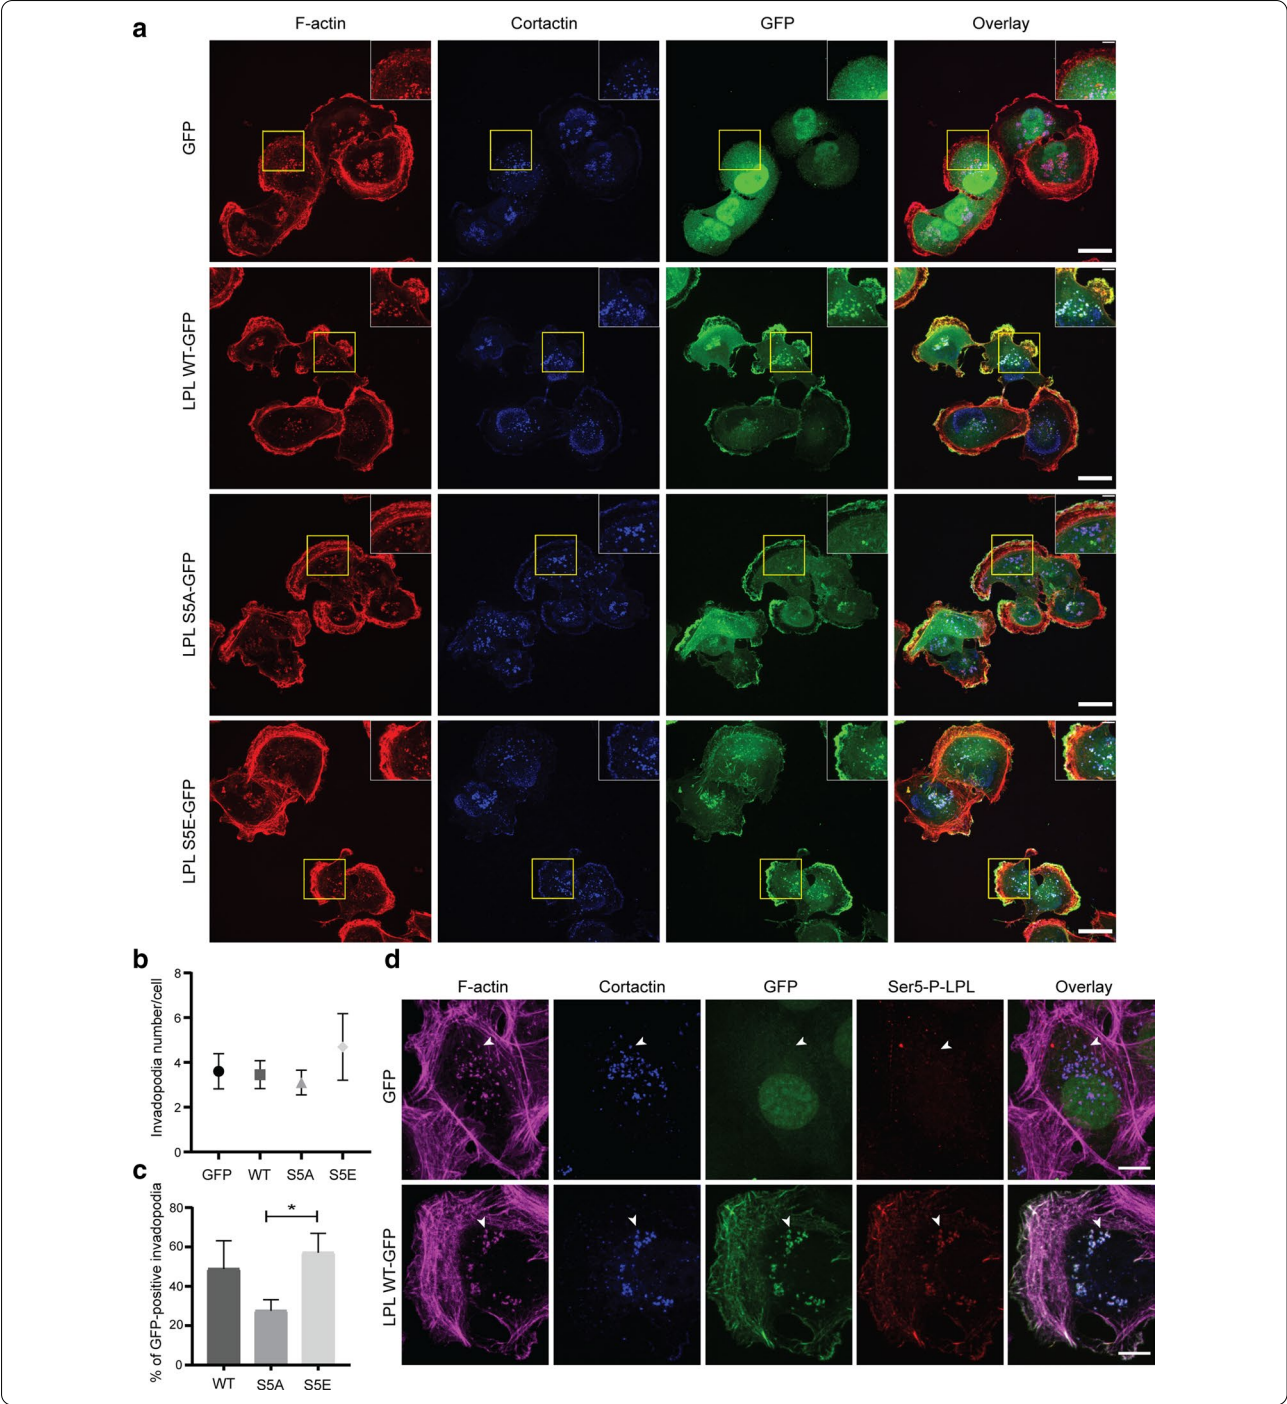 a
F-actin Cortactin GFP Overlay
GFP
LPL WT-GFP
LPL S5A-GFP
LPL S5E-GFP
b
Invadopodia number/cell
8
6
4
2
0
GFP WT S5A S5E
c
% of GFP-positive invadopodia
80
60
40
20
0
*
WT S5A S5E
d
F-actin Cortactin GFP Ser5-P-LPL Overlay
GFP
LPL WT-GFP